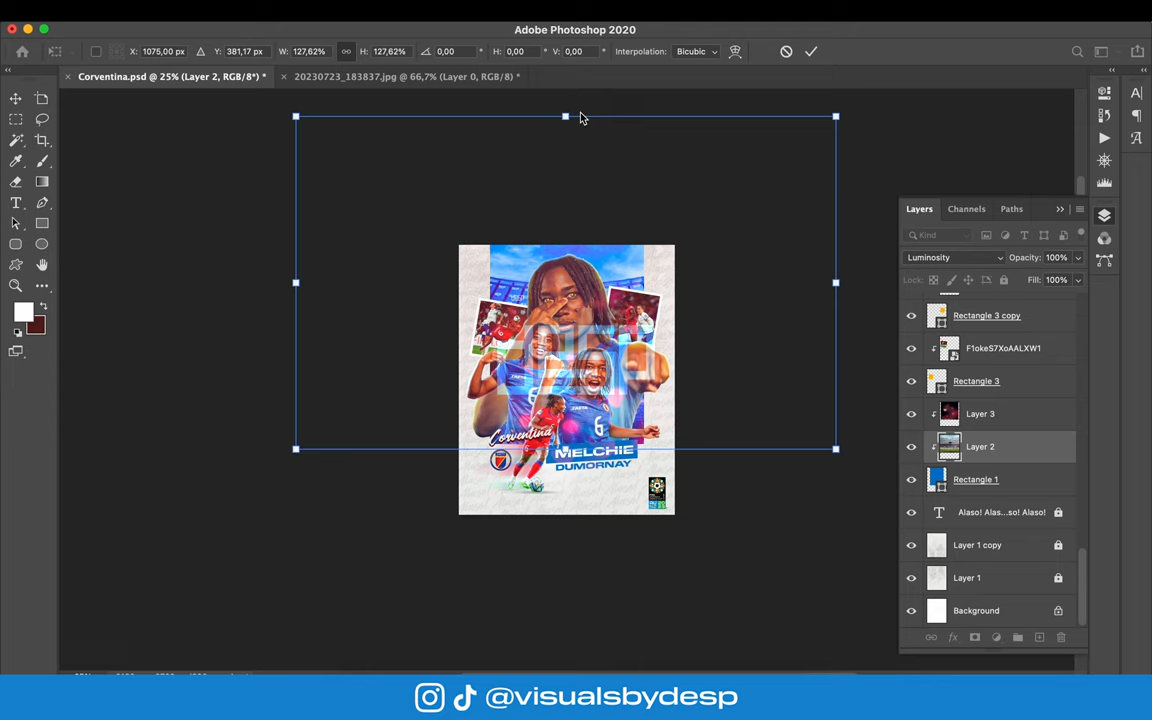 Adobe Photoshop 2020
X: 1075,00 px Y: 381,17 px W: 127,62% H: 127,62% 0,00 ° H: 0,00 ° V: 0,00 ° Interpolation: Bicubic
Corventina.psd @ 25% (Layer 2, RGB/8*) *
20230723_183837.jpg @ 66,7% (Layer 0, RGB/8) *
Layers Channels Paths
Kind
Luminosity Opacity: 100%
Lock: Fill: 100%
Rectangle 3 copy
F1okeS7XoAALXW1
Rectangle 3
Layer 3
Layer 2
Rectangle 1
Alaso! Alas...so! Alaso!
Layer 1 copy
Layer 1
Background
6
6
Corventina
MELCHIE
DUMORNAY
@visualsbydesp